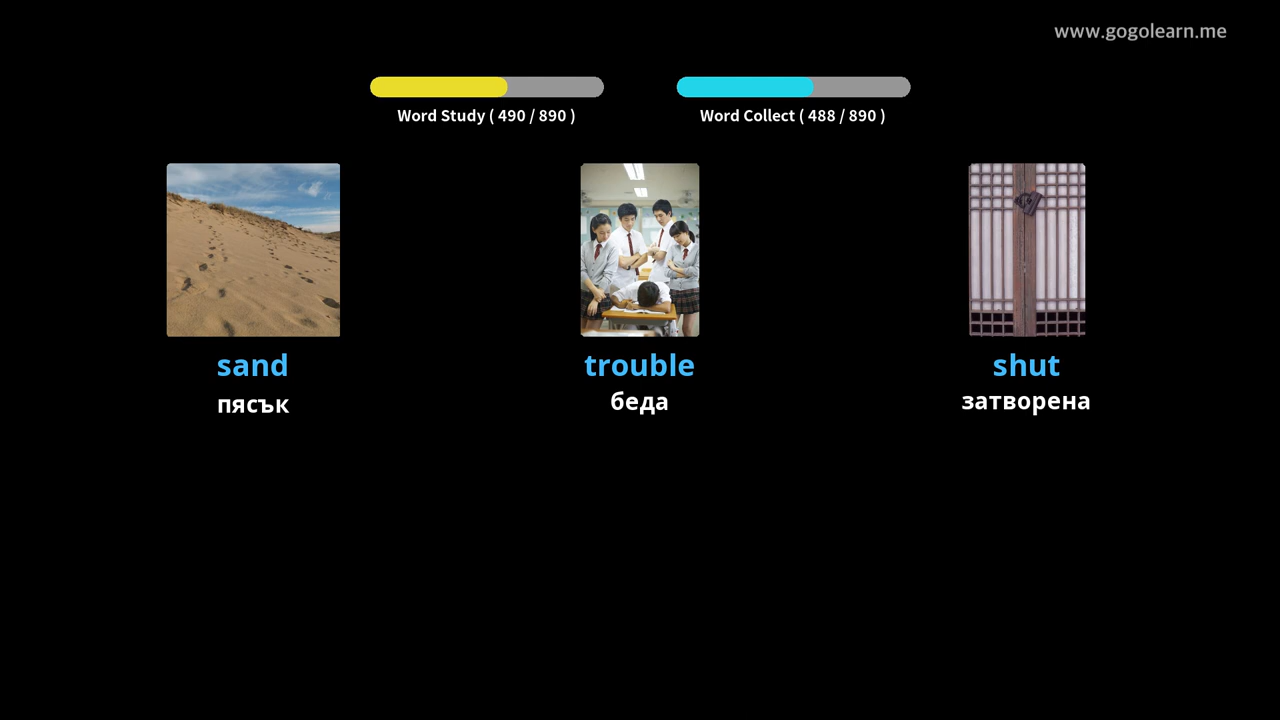 www.gogolearn.me
Word Study ( 490 / 890 )
Word Collect ( 488 / 890 )
sand
trouble
shut
пясък
беда
затворена